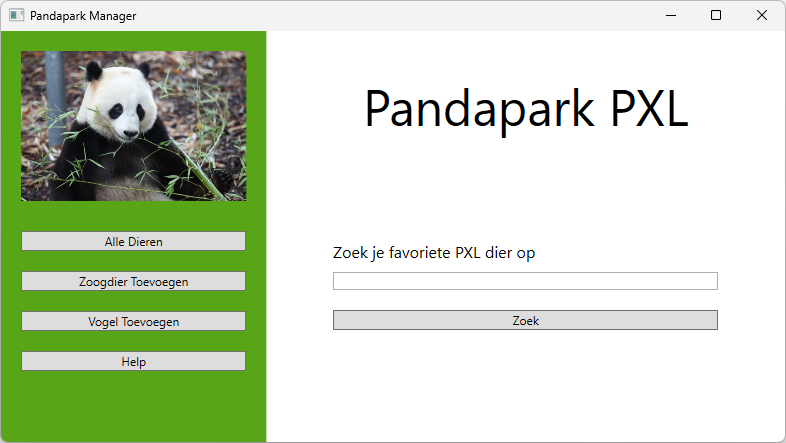 Pandapark Manager
Alle Dieren
Zoogdier Toevoegen
Vogel Toevoegen
Help
Pandapark PXL
Zoek je favoriete PXL dier op
Zoek